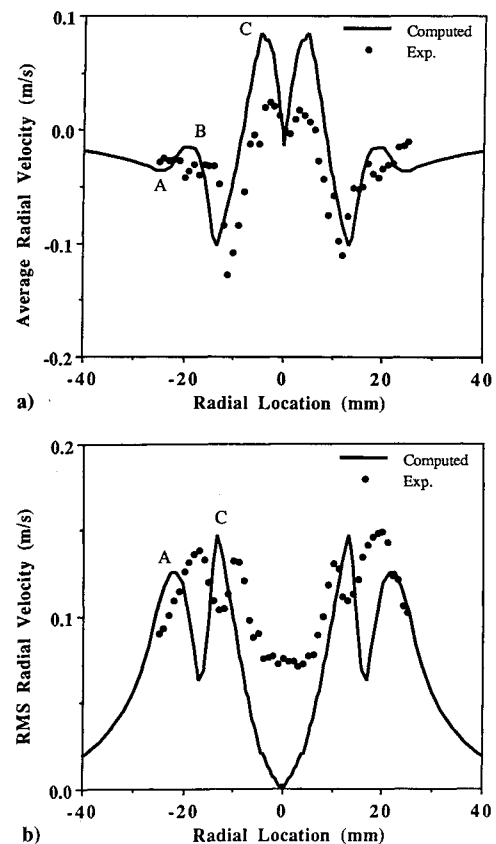 0.1
0.0
-0.1
-0.2
Average Radial Velocity (m/s)
C
B
A
Computed
Exp.
-40
-20
0
20
40
a)
Radial Location (mm)
0.2
0.1
0.0
RMS Radial Velocity (m/s)
A
C
Computed
Exp.
-40
-20
0
20
40
b)
Radial Location (mm)